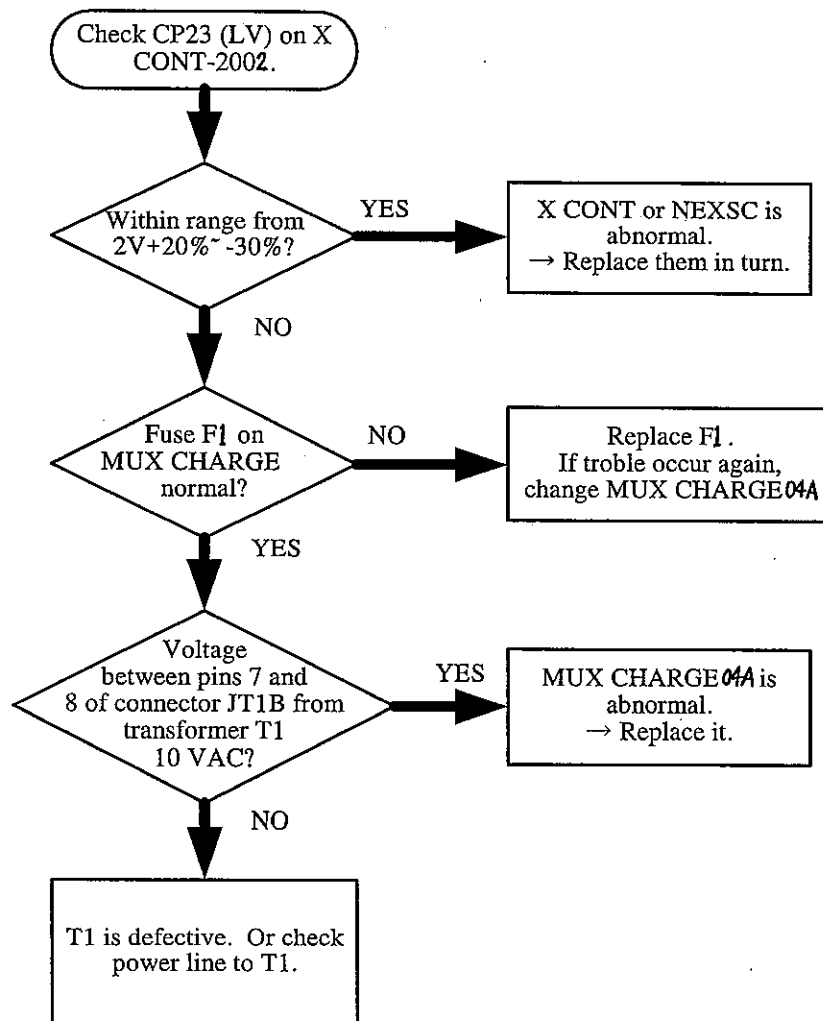 Check CP23 (LV) on X
CONT-2002.
Within range from
2V+20%~ -30%?
YES
X CONT or NEXSC is
abnormal.
→ Replace them in turn.
NO
Fuse F1 on
MUX CHARGE
normal?
NO
Replace F1.
If troble occur again,
change MUX CHARGE04A
YES
Voltage
between pins 7 and
8 of connector JT1B from
transformer T1
10 VAC?
YES
MUX CHARGE04A is
abnormal.
→ Replace it.
NO
T1 is defective. Or check
power line to T1.